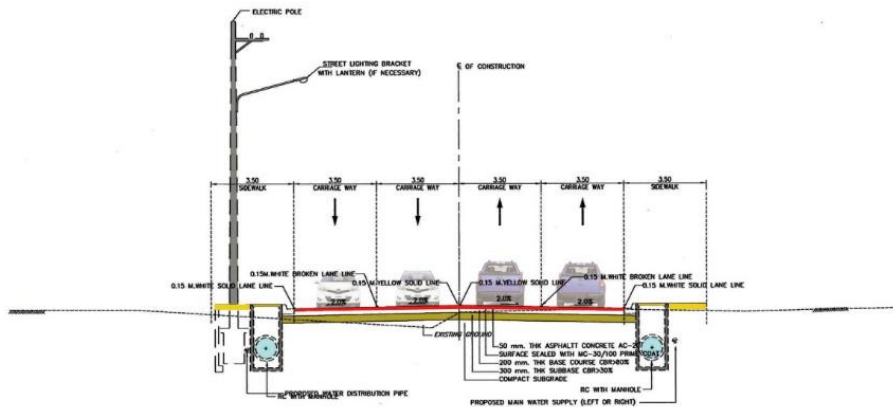 ELECTRIC POLE
STREET LIGHTING BRACKET
WITH LANTERN (IF NECESSARY)
℄ OF CONSTRUCTION
3.50 3.50 3.50 3.50 3.50 3.50
SIDEWALK CARRIAGE WAY CARRIAGE WAY CARRIAGE WAY CARRIAGE WAY SIDEWALK
0.15M.WHITE BROKEN LANE LINE 0.15 M.WHITE BROKEN LANE LINE
0.15 M.WHITE SOLID LANE LINE 0.15 M.YELLOW SOLID LINE 0.15 M.YELLOW SOLID LINE 0.15 M.WHITE SOLID LANE LINE
2.0% 2.0% 2.0% 2.0%
EXISTING GROUND
50 mm. THK ASPHALTT CONCRETE
SURFACE SEALED WITH MC-30/100 PRIME COAT
200 mm. THK BASE COURSE CBR>80%
300 mm. THK SUBBASE CBR>30%
COMPACT SUBGRADE
PROPOSED WATER DISTRIBUTION PIPE
RC WITH MANHOLE RC WITH MANHOLE
PROPOSED MAIN WATER SUPPLY (LEFT OR RIGHT)